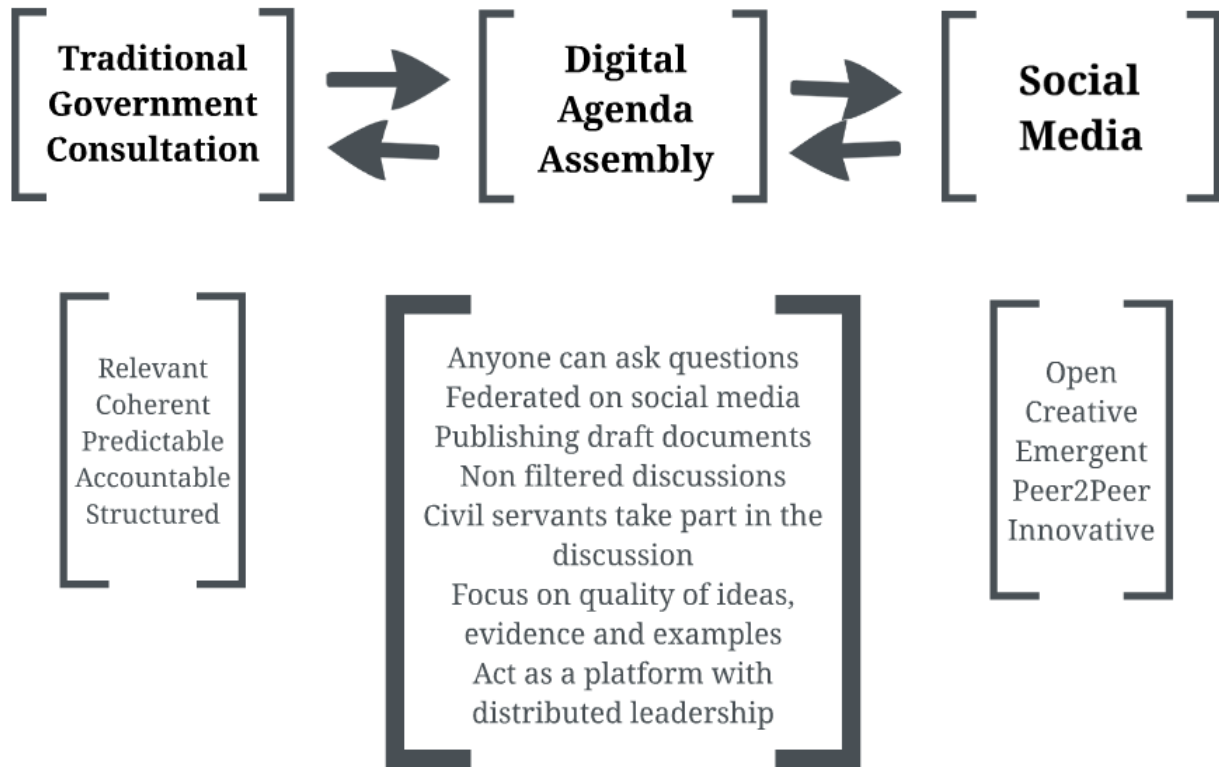 Traditional
Government
Consultation
Digital
Agenda
Assembly
Social
Media
Relevant
Coherent
Predictable
Accountable
Structured
Anyone can ask questions
Federated on social media
Publishing draft documents
Non filtered discussions
Civil servants take part in the
discussion
Focus on quality of ideas,
evidence and examples
Act as a platform with
distributed leadership
Open
Creative
Emergent
Peer2Peer
Innovative